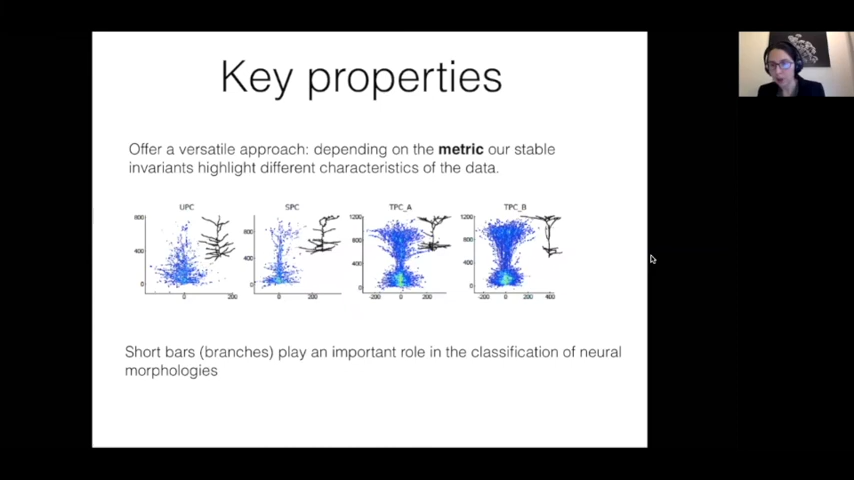 Key properties
Offer a versatile approach: depending on the metric our stable
invariants highlight different characteristics of the data.
UPC SPC TPC_A TPC_B
800 400 0 0 200
800 400 0 0 200
1200 800 400 0 -200 0 200
1200 800 400 0 -200 0 200 400
Short bars (branches) play an important role in the classification of neural
morphologies